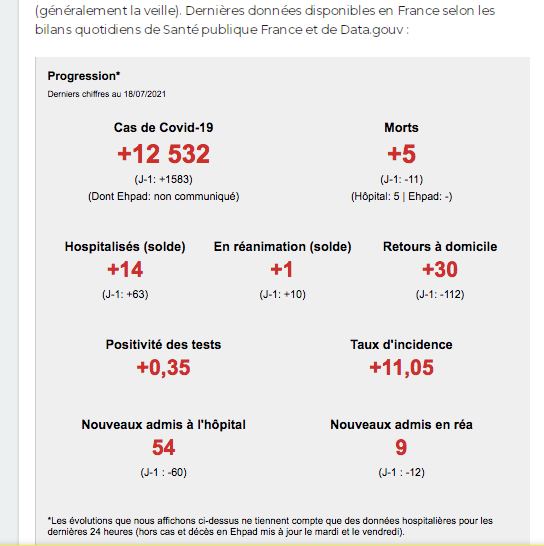 (généralement la veille). Dernières données disponibles en France selon les
bilans quotidiens de Santé publique France et de Data.gouv :
Progression*
Derniers chiffres au 18/07/2021
Cas de Covid-19
+12 532
(J-1: +1583)
(Dont Ehpad: non communiqué)
Morts
+5
(J-1: -11)
(Hôpital: 5 | Ehpad: -)
Hospitalisés (solde)
+14
(J-1: +63)
En réanimation (solde)
+1
(J-1: +10)
Retours à domicile
+30
(J-1: -112)
Positivité des tests
+0,35
Taux d'incidence
+11,05
Nouveaux admis à l'hôpital
54
(J-1 : -60)
Nouveaux admis en réa
9
(J-1 : -12)
*Les évolutions que nous affichons ci-dessus ne tiennent compte que des données hospitalières pour les
dernières 24 heures (hors cas et décès en Ehpad mis à jour le mardi et le vendredi).